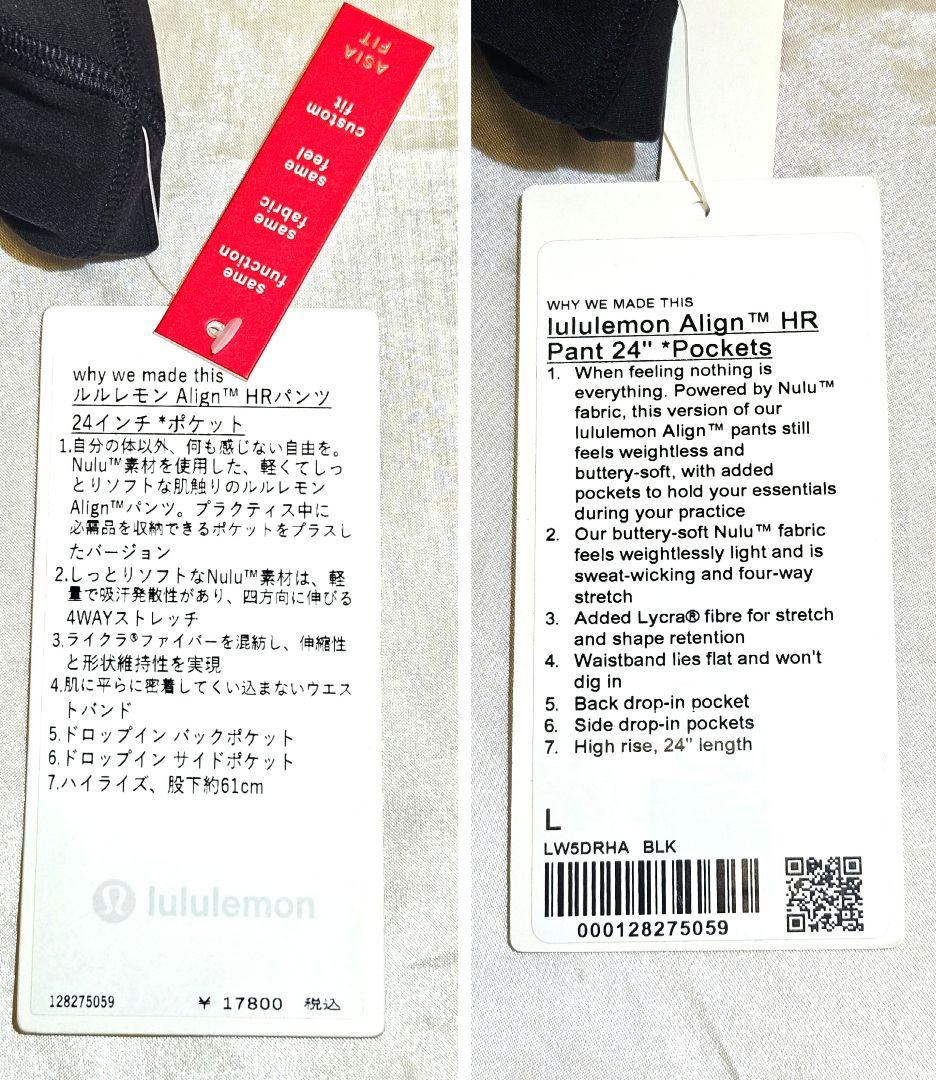 ASIA
FIT
custom
fit
same
feel
same
fabric
same
function
why we made this
ルルレモン Align™ HRパンツ
24インチ *ポケット
1.自分の体以外、何も感じない自由を。
Nulu™素材を使用した、軽くてしっ
とりソフトな肌触りのルルレモン
Align™パンツ。プラクティス中に
必需品を収納できるポケットをプラスし
たバージョン
2.しっとりソフトなNulu™素材は、軽
量で吸汗発散性があり、四方向に伸びる
4WAYストレッチ
3.ライクラ®ファイバーを混紡し、伸縮性
と形状維持性を実現
4.肌に平らに密着してくい込まないウエス
トバンド
5.ドロップイン バックポケット
6.ドロップイン サイドポケット
7.ハイライズ、股下約61cm
lululemon
128275059 ¥ 17800 税込
WHY WE MADE THIS
lululemon Align™ HR
Pant 24" *Pockets
1. When feeling nothing is
everything. Powered by Nulu™
fabric, this version of our
lululemon Align™ pants still
feels weightless and
buttery-soft, with added
pockets to hold your essentials
during your practice
2. Our buttery-soft Nulu™ fabric
feels weightlessly light and is
sweat-wicking and four-way
stretch
3. Added Lycra® fibre for stretch
and shape retention
4. Waistband lies flat and won't
dig in
5. Back drop-in pocket
6. Side drop-in pockets
7. High rise, 24" length
L
LW5DRHA BLK
000128275059